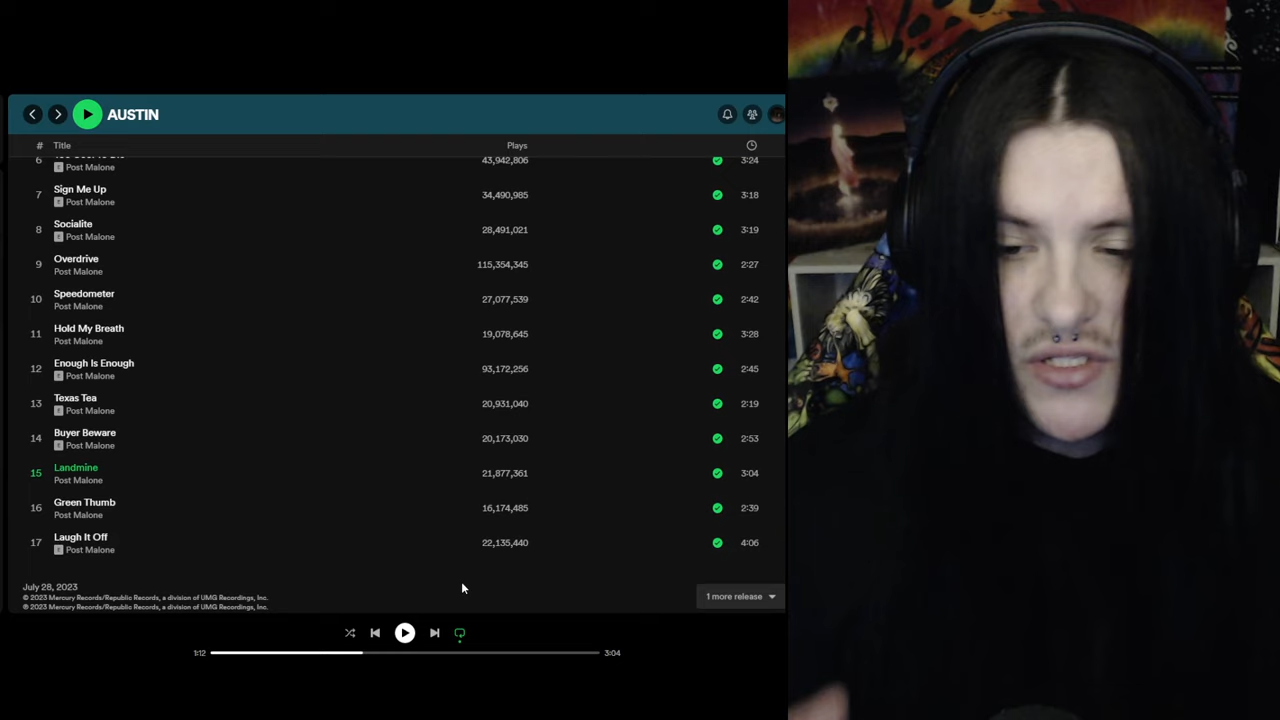 AUSTIN
# Title Plays
6 43,942,806 3:24
E Post Malone
7 Sign Me Up 34,490,985 3:18
E Post Malone
8 Socialite 28,491,021 3:19
E Post Malone
9 Overdrive 115,354,345 2:27
Post Malone
10 Speedometer 27,077,539 2:42
Post Malone
11 Hold My Breath 19,078,645 3:28
Post Malone
12 Enough Is Enough 93,172,256 2:45
E Post Malone
13 Texas Tea 20,931,040 2:19
E Post Malone
14 Buyer Beware 20,173,030 2:53
E Post Malone
15 Landmine 21,877,361 3:04
Post Malone
16 Green Thumb 16,174,485 2:39
Post Malone
17 Laugh It Off 22,135,440 4:06
E Post Malone
July 28, 2023
© 2023 Mercury Records/Republic Records, a division of UMG Recordings, Inc.
℗ 2023 Mercury Records/Republic Records, a division of UMG Recordings, Inc.
1 more release
1:12 3:04